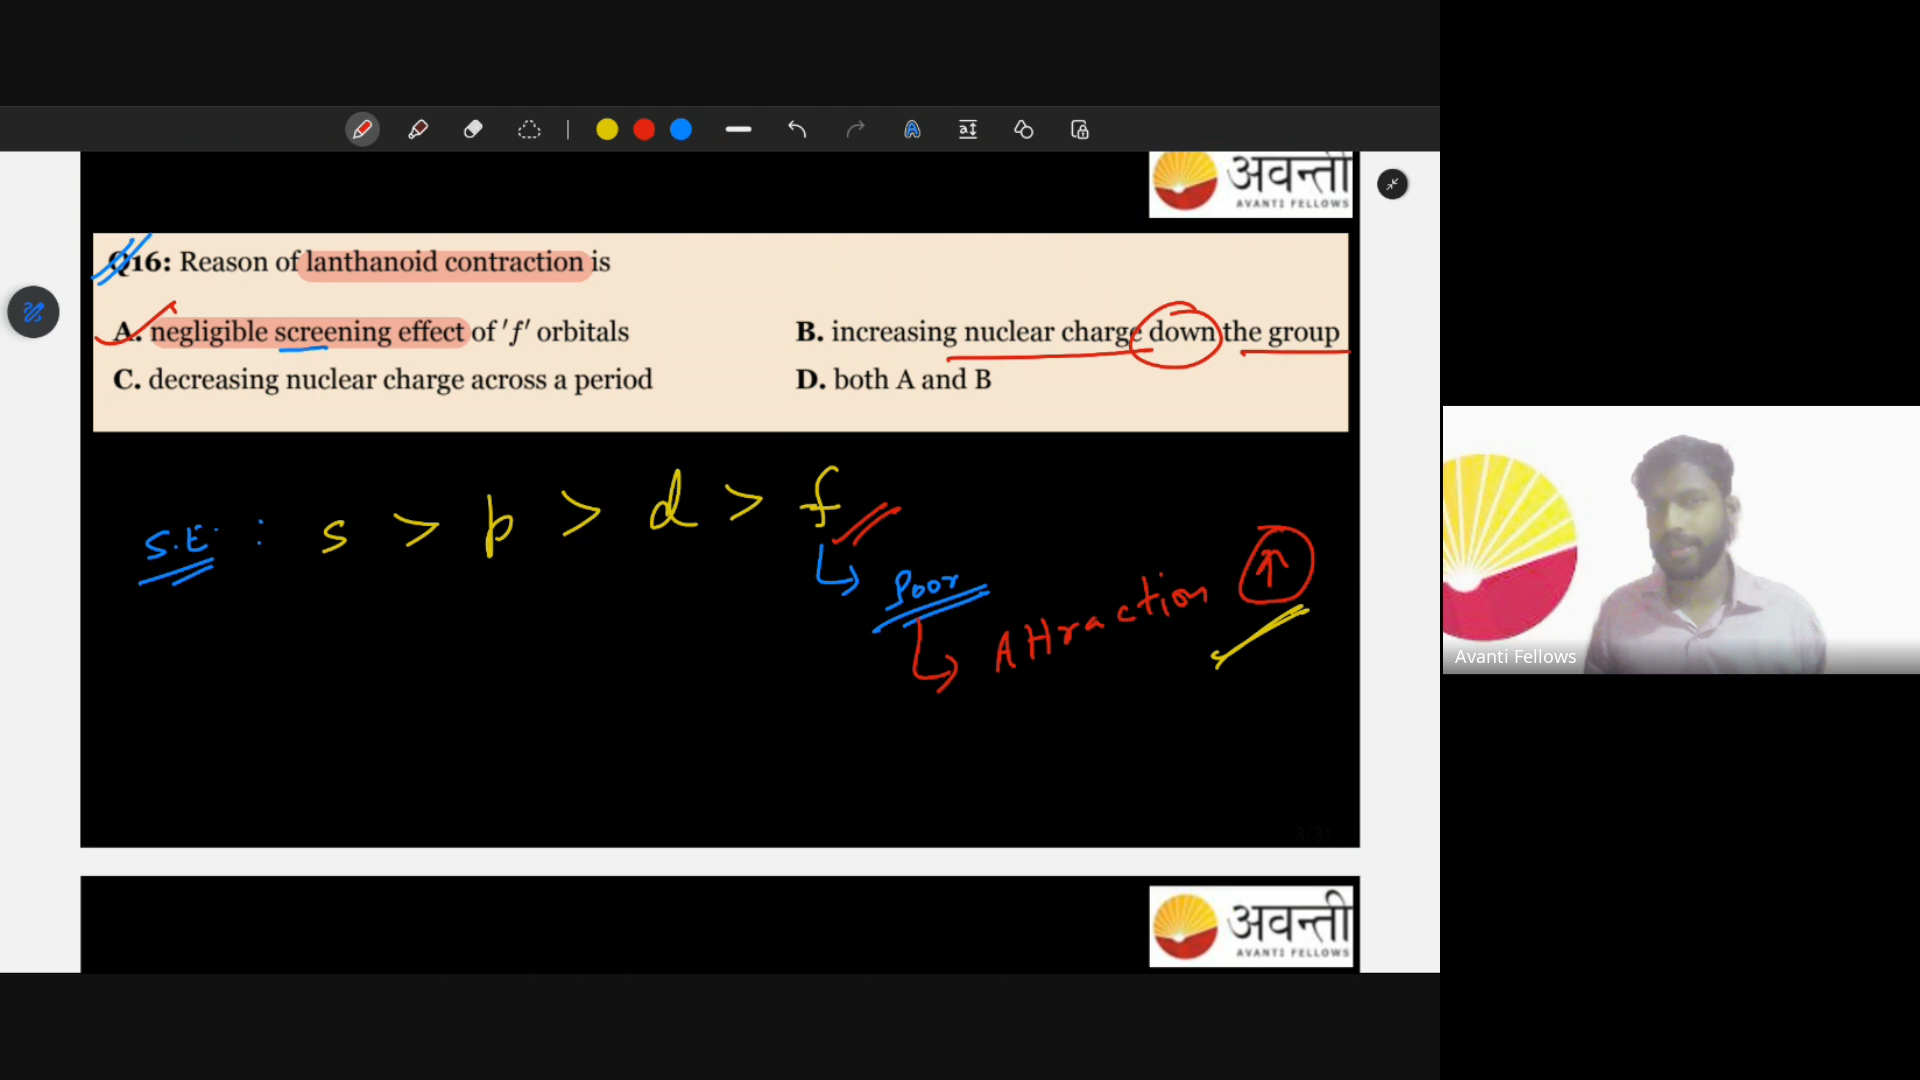 अवन्ती
AVANTI FELLOWS
Q16: Reason of lanthanoid contraction is
A. negligible screening effect of 'f' orbitals
B. increasing nuclear charge down the group
C. decreasing nuclear charge across a period
D. both A and B
S.E. : s > p > d > f
Poor
Attraction ↑
Avanti Fellows
अवन्ती
AVANTI FELLOWS